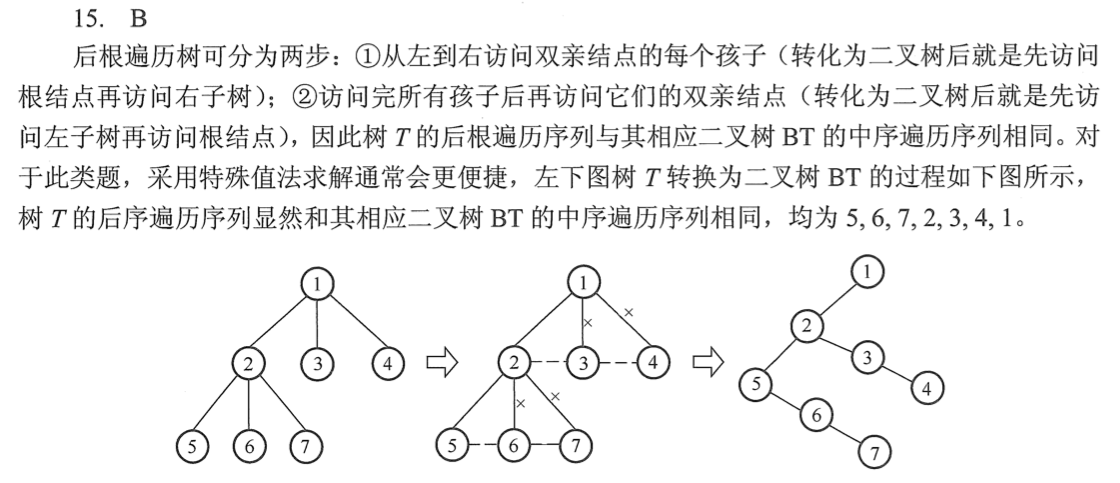 15. B
后根遍历树可分为两步：①从左到右访问双亲结点的每个孩子（转化为二叉树后就是先访问
根结点再访问右子树）；②访问完所有孩子后再访问它们的双亲结点（转化为二叉树后就是先访
问左子树再访问根结点），因此树 T 的后根遍历序列与其相应二叉树 BT 的中序遍历序列相同。对
于此类题，采用特殊值法求解通常会更便捷，左下图树 T 转换为二叉树 BT 的过程如下图所示，
树 T 的后序遍历序列显然和其相应二叉树 BT 的中序遍历序列相同，均为 5, 6, 7, 2, 3, 4, 1。
1
2 3 4
5 6 7
1
× ×
2 3 4
× ×
5 6 7
1
2
3
5 4
6
7